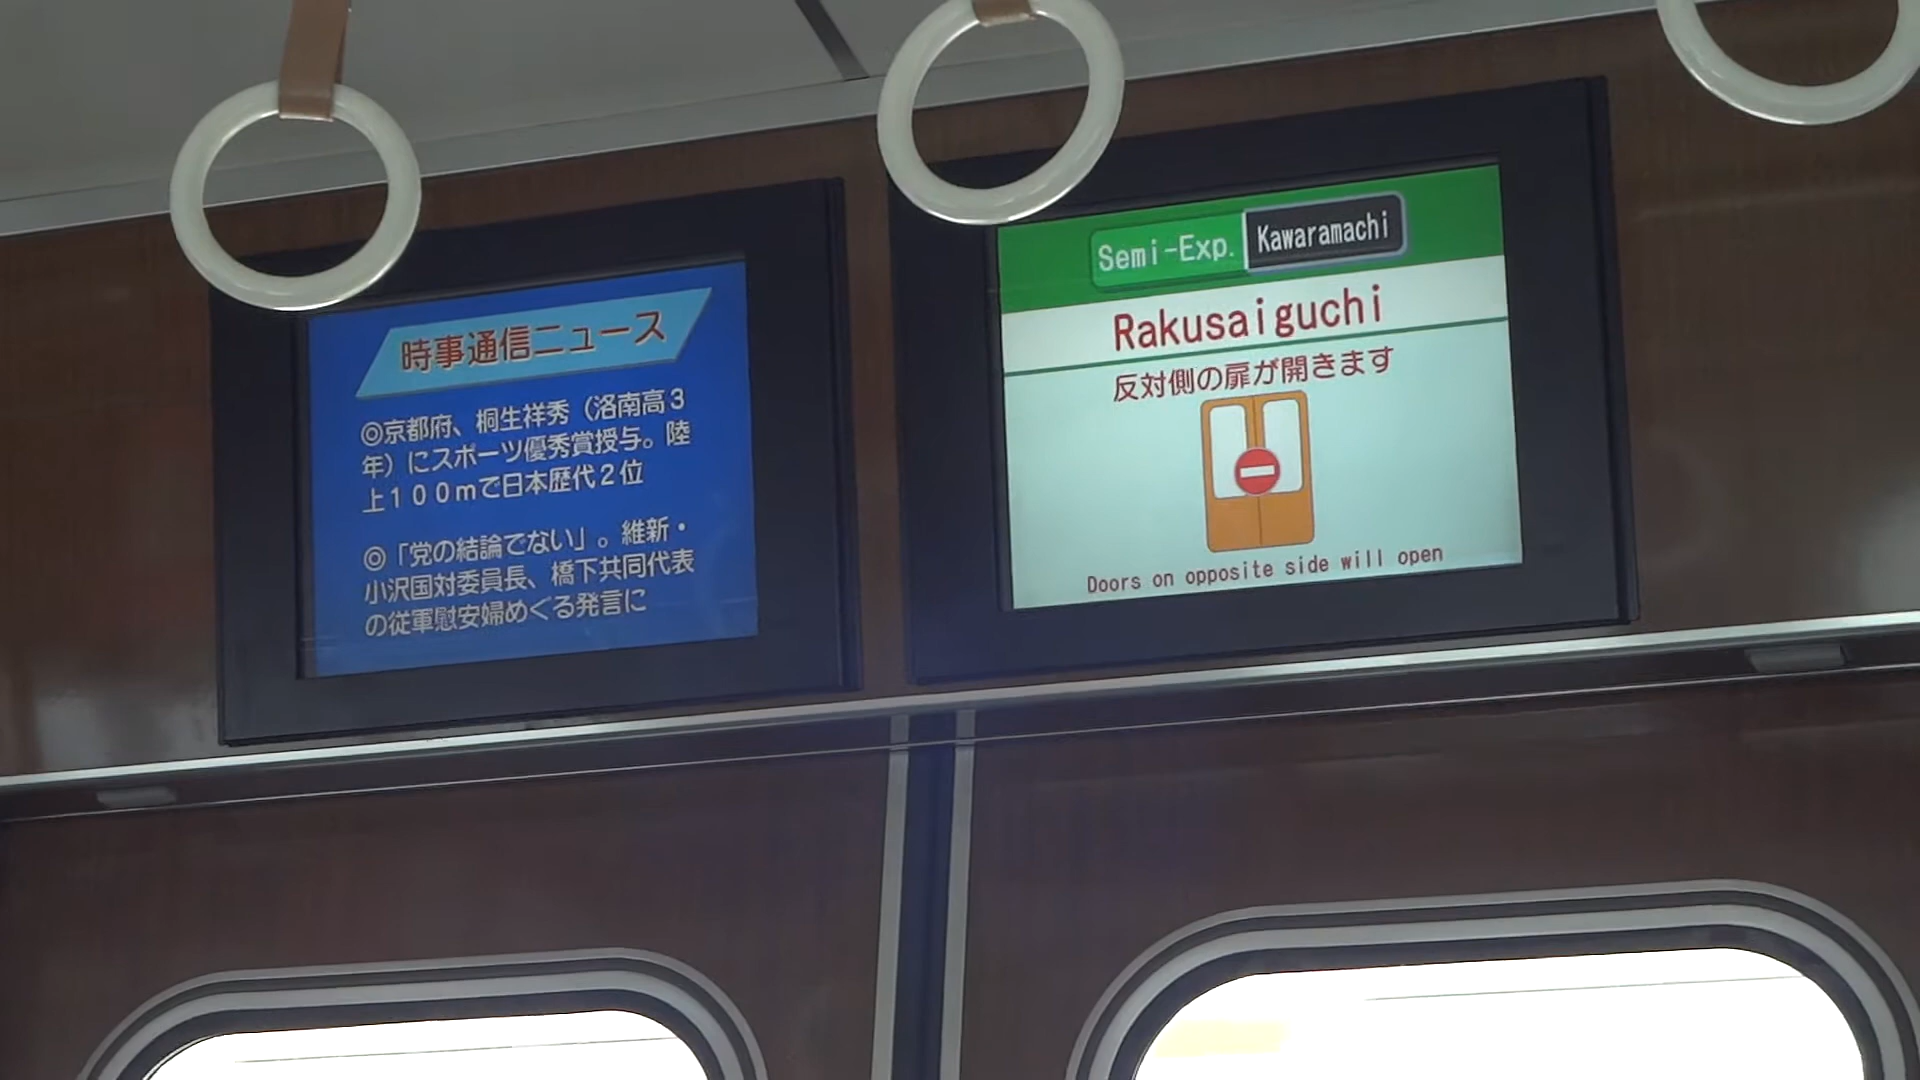 時事通信ニュース
◎京都府、桐生祥秀（洛南高３
年）にスポーツ優秀賞授与。陸
上１００ｍで日本歴代２位
◎「党の結論でない」。維新・
小沢国対委員長、橋下共同代表
の従軍慰安婦めぐる発言に
Semi-Exp. Kawaramachi
Rakusaiguchi
反対側の扉が開きます
Doors on opposite side will open